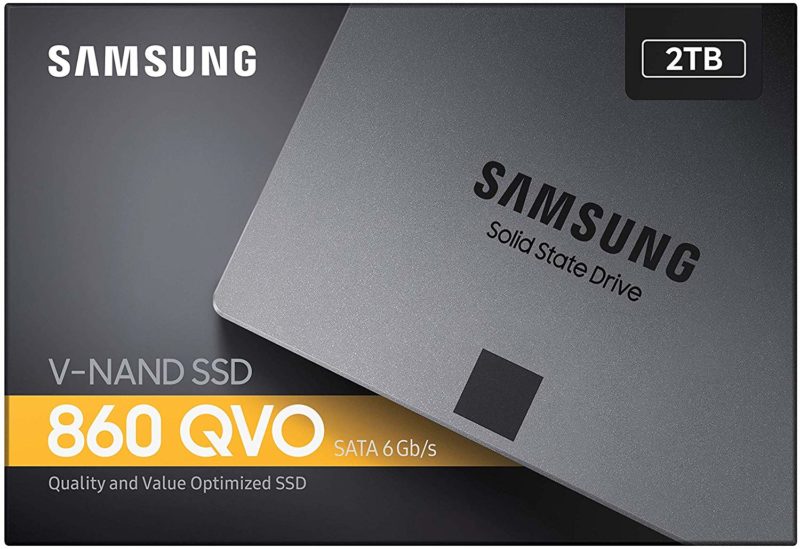 SAMSUNG
2TB
SAMSUNG
Solid State Drive
V-NAND SSD
860 QVO SATA 6 Gb/s
Quality and Value Optimized SSD